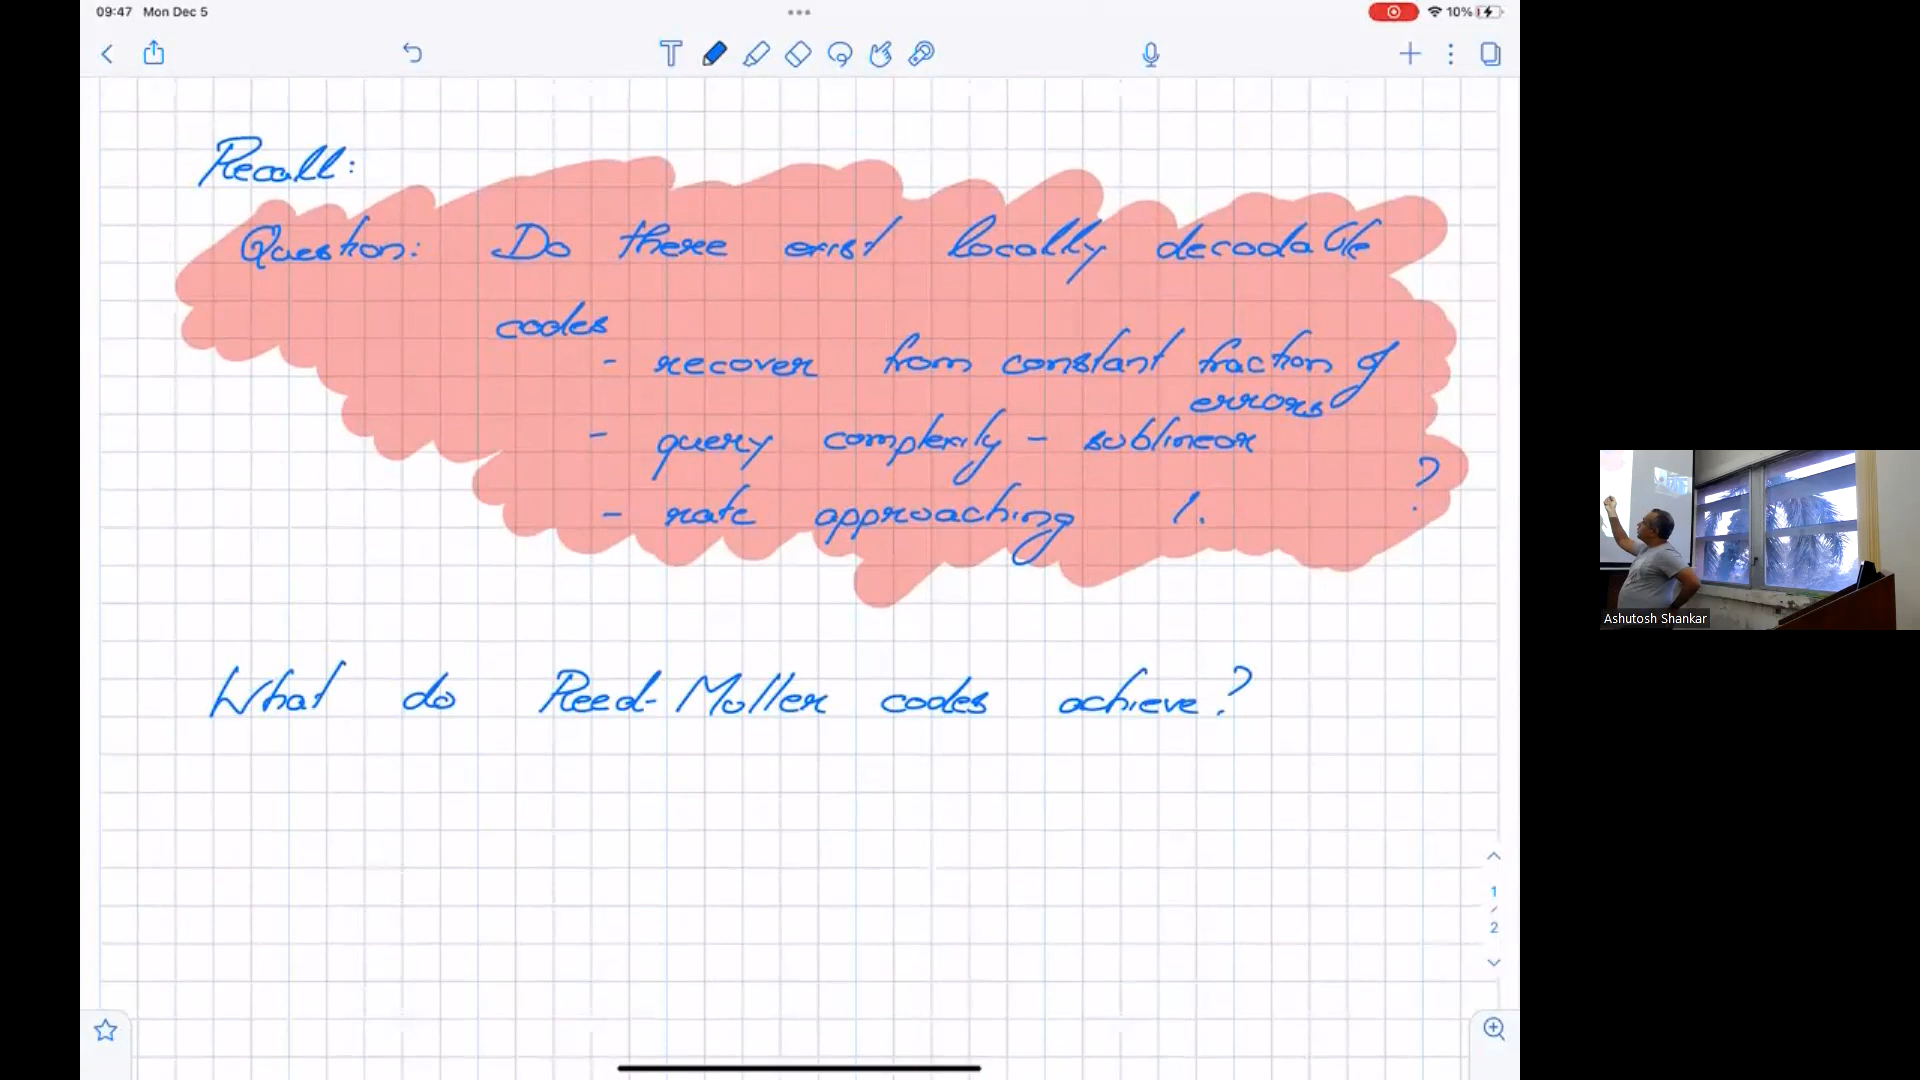 09:47 Mon Dec 5
10%
Recall:
Question: Do there exist locally decodable
codes
- recover from constant fraction of
errors
- query complexity - sublinear
- rate approaching 1. ?
What do Reed-Muller codes achieve?
1
2
Ashutosh Shankar